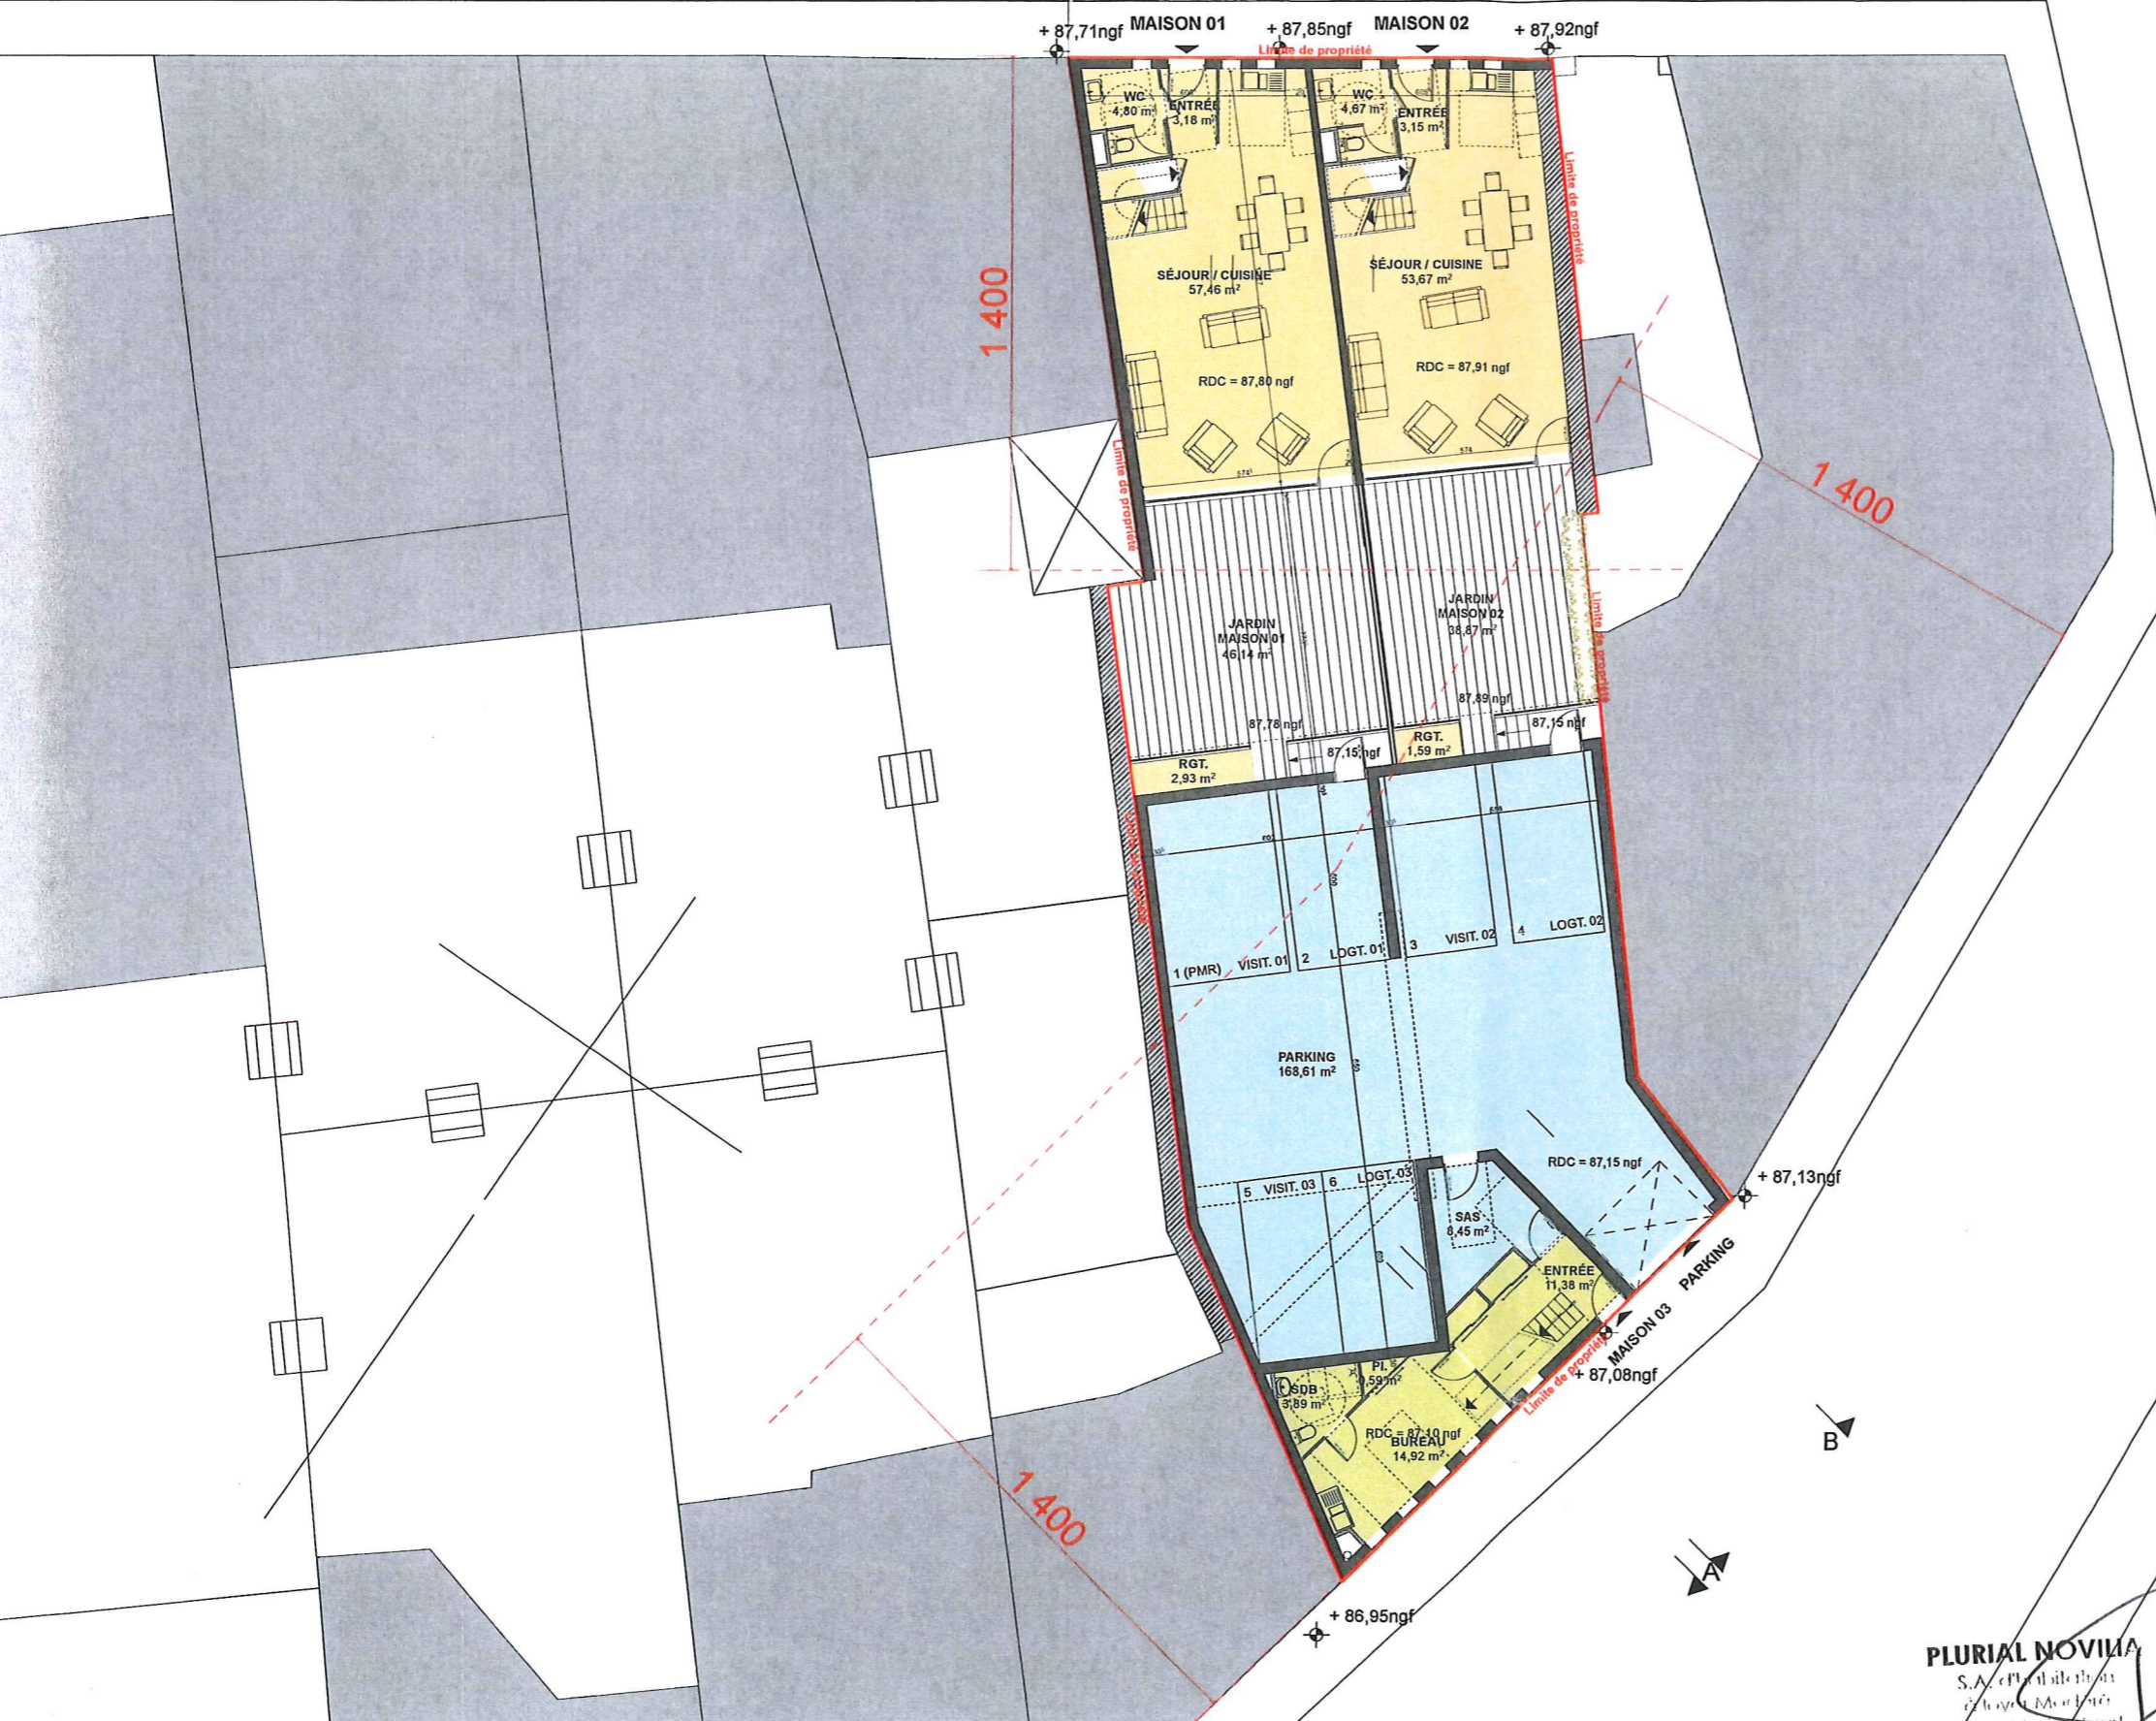 + 87,71ngf
MAISON 01
+ 87,85ngf
MAISON 02
+ 87,92ngf
Limite de propriété
WC
4,80 m²
ENTRÉE
3,18 m²
WC
4,67 m²
ENTRÉE
3,15 m²
Limite de propriété
1 400
SÉJOUR / CUISINE
57,46 m²
SÉJOUR / CUISINE
53,67 m²
RDC = 87,80 ngf
RDC = 87,91 ngf
574
1 400
Limite de propriété
JARDIN
MAISON 01
46,14 m²
JARDIN
MAISON 02
38,87 m²
Limite de propriété
87,78 ngf
87,89 ngf
87,15 ngf
87,15 ngf
RGT.
2,93 m²
RGT.
1,59 m²
1 (PMR) VISIT. 01
2 LOGT. 01
3 VISIT. 02
4 LOGT. 02
PARKING
168,61 m²
RDC = 87,15 ngf
5 VISIT. 03
6 LOGT. 03
SAS
8,45 m²
+ 87,13ngf
PARKING
ENTRÉE
11,38 m²
MAISON 03
+ 87,08ngf
Limite de propriété
SDB
3,89 m²
Pl.
0,59 m²
RDC = 87,10 ngf
BUREAU
14,92 m²
1 400
B
A
+ 86,95ngf
PLURIAL NOVILIA
S.A. d'habitation
à loyer Modéré